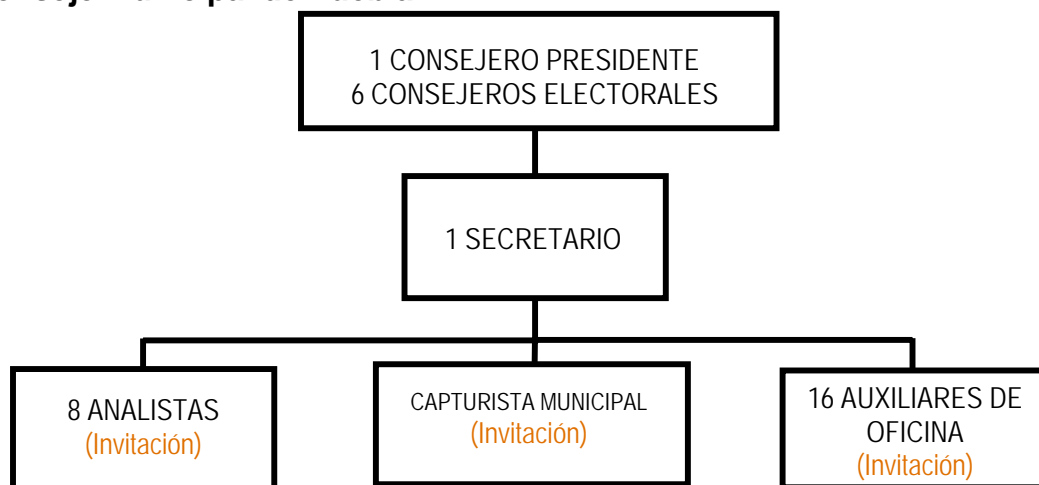 1 CONSEJERO PRESIDENTE
6 CONSEJEROS ELECTORALES
1 SECRETARIO
8 ANALISTAS
(Invitación)
CAPTURISTA MUNICIPAL
(Invitación)
16 AUXILIARES DE
OFICINA
(Invitación)